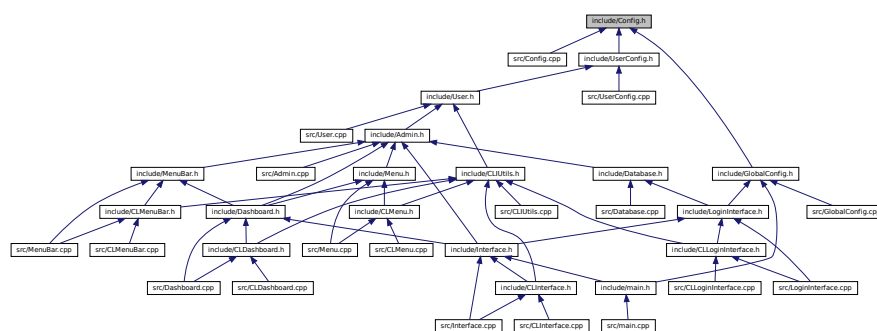 include/Config.h
src/Config.cpp
include/UserConfig.h
include/User.h
src/UserConfig.cpp
src/User.cpp
include/Admin.h
include/MenuBar.h
src/Admin.cpp
include/Menu.h
include/CLIUtils.h
include/Database.h
include/GlobalConfig.h
include/CLMenuBar.h
include/Dashboard.h
include/CLMenu.h
src/CLIUtils.cpp
src/Database.cpp
include/LoginInterface.h
src/GlobalConfig.cpp
src/MenuBar.cpp
src/CLMenuBar.cpp
include/CLDashboard.h
src/Menu.cpp
src/CLMenu.cpp
include/Interface.h
include/CLLoginInterface.h
src/Dashboard.cpp
src/CLDashboard.cpp
include/CLInterface.h
include/main.h
src/CLLoginInterface.cpp
src/LoginInterface.cpp
src/Interface.cpp
src/CLInterface.cpp
src/main.cpp